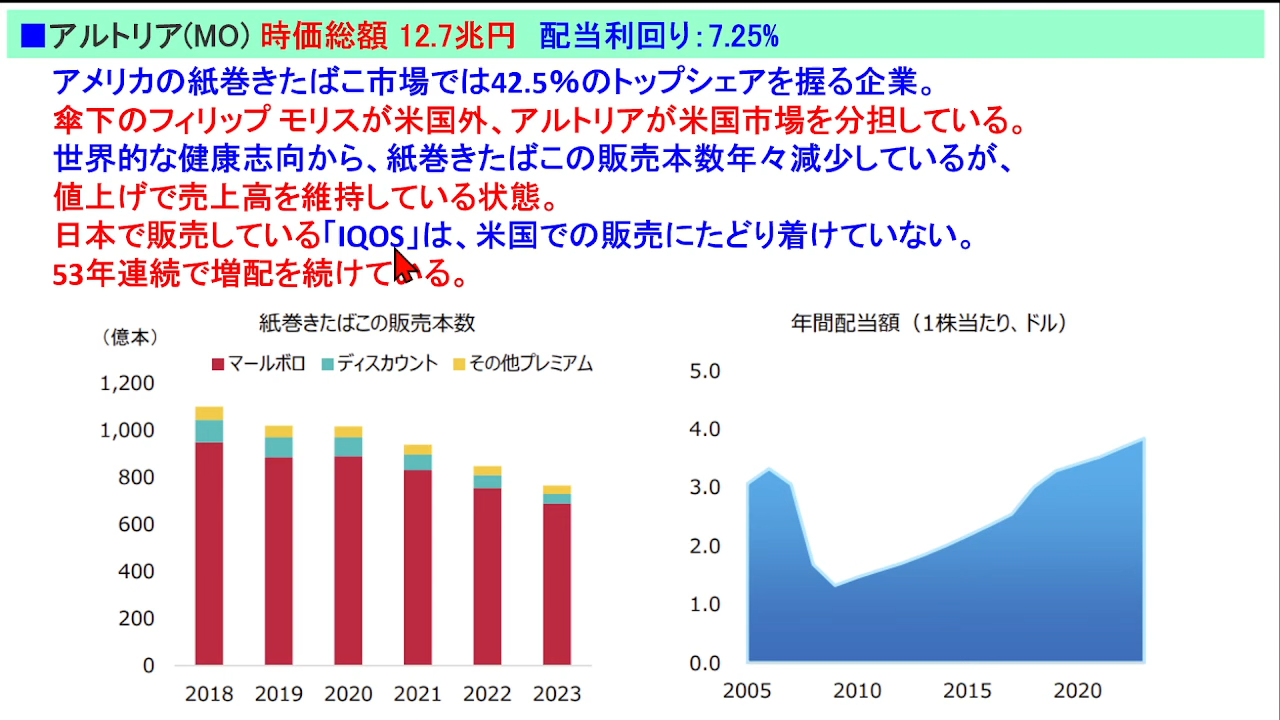 ■アルトリア(MO) 時価総額 12.7兆円 配当利回り：7.25%
アメリカの紙巻きたばこ市場では42.5％のトップシェアを握る企業。
傘下のフィリップ モリスが米国外、アルトリアが米国市場を分担している。
世界的な健康志向から、紙巻きたばこの販売本数年々減少しているが、
値上げで売上高を維持している状態。
日本で販売している「IQOS」は、米国での販売にたどり着けていない。
53年連続で増配を続けている。
紙巻きたばこの販売本数
（億本）
マールボロ ディスカウント その他プレミアム
1,200
1,000
800
600
400
200
0
2018 2019 2020 2021 2022 2023
年間配当額（1株当たり、ドル）
5.0
4.0
3.0
2.0
1.0
0.0
2005 2010 2015 2020